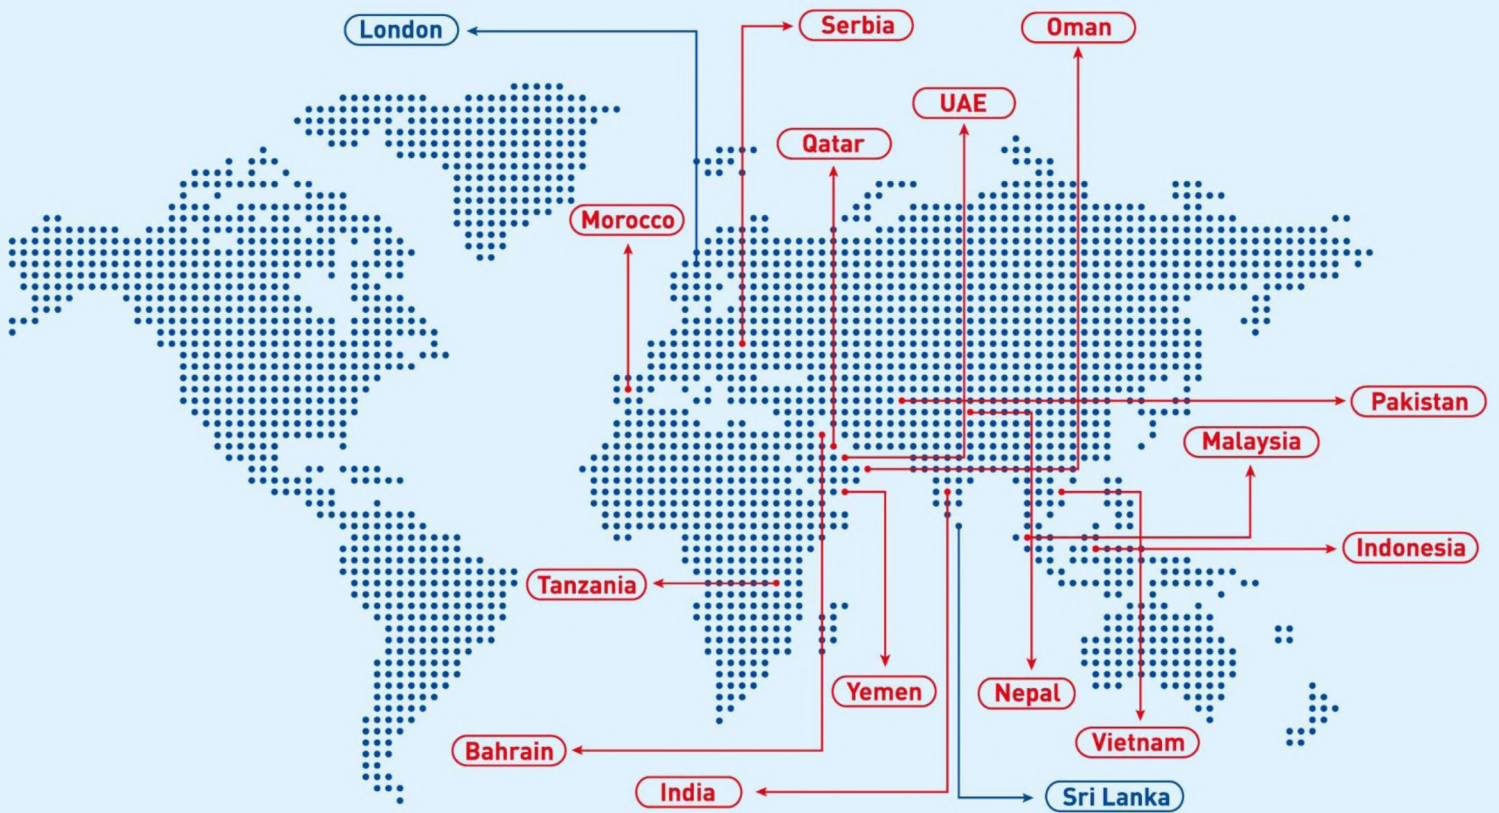 London
Serbia
Oman
UAE
Qatar
Morocco
Pakistan
Malaysia
Indonesia
Tanzania
Yemen
Nepal
Vietnam
Bahrain
India
Sri Lanka